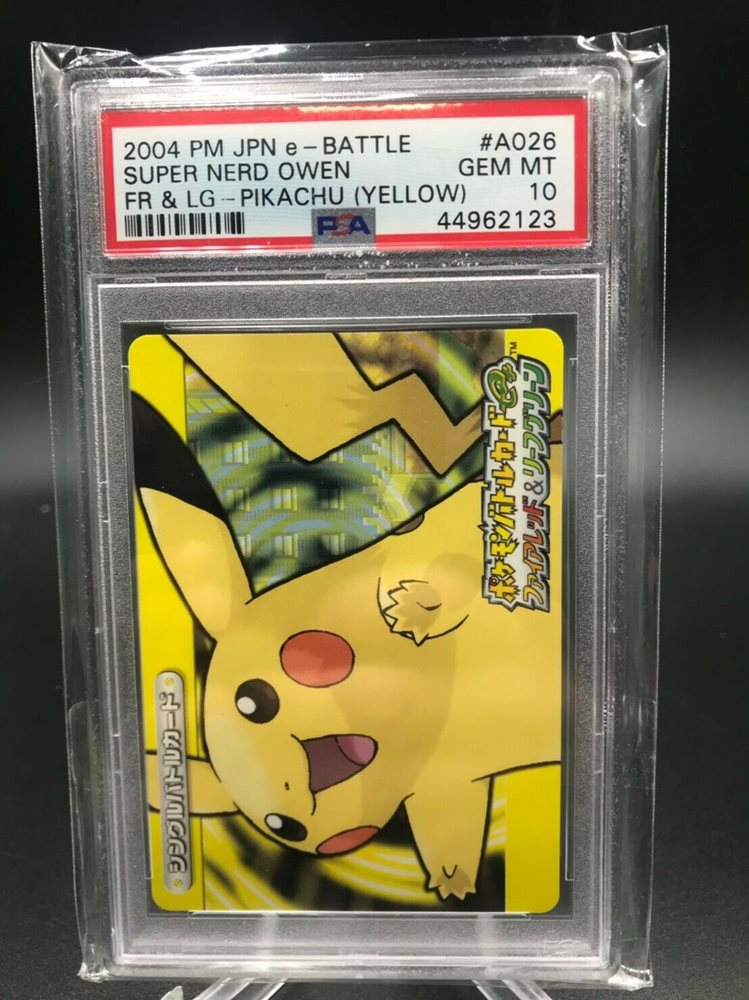 2004 PM JPN e-BATTLE #A026
SUPER NERD OWEN GEM MT
FR & LG-PIKACHU (YELLOW) 10
PSA 44962123
ポケモンバトルカードe+ TM
ファイアレッド&リーフグリーン
シングルバトルカード